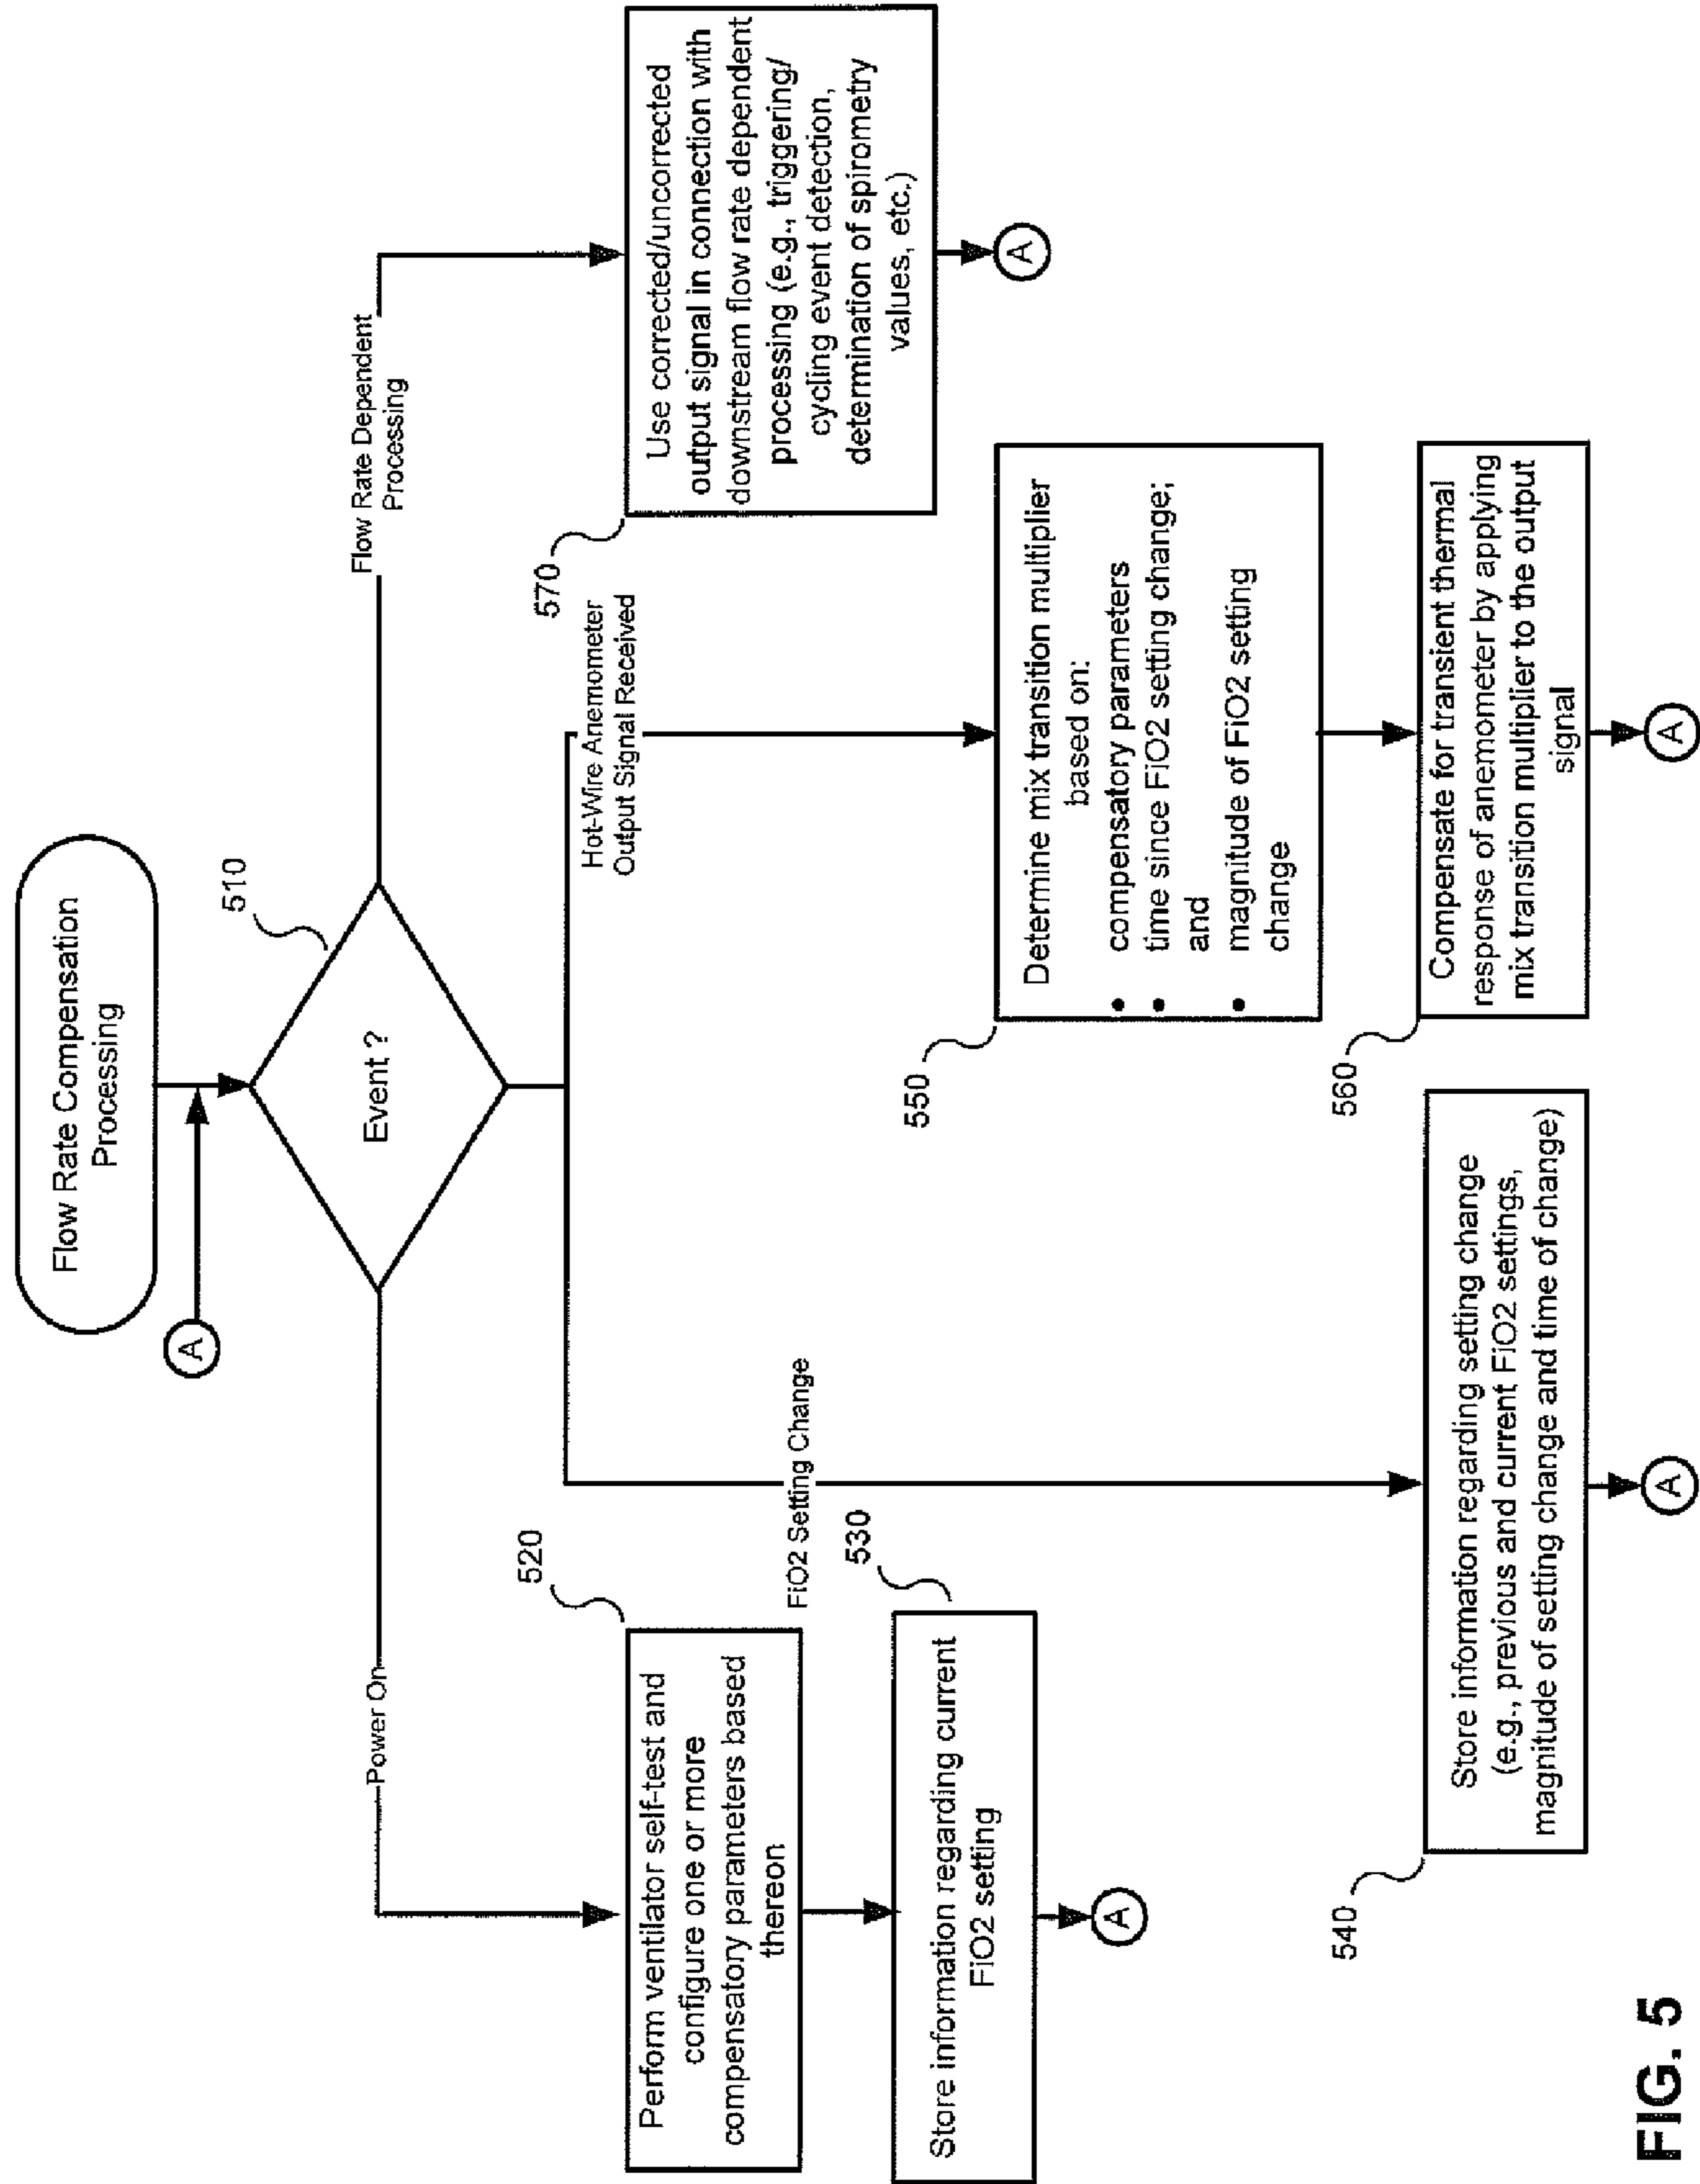 Flow Rate Compensation
Processing
A
510
Event ?
Power On
FiO2 Setting Change
Hot-Wire Anemometer
Output Signal Received
Flow Rate Dependent
Processing
520
Perform ventilator self-test and
configure one or more
compensatory parameters based
thereon
530
Store information regarding current
FiO2 setting
A
540
Store information regarding setting change
(e.g., previous and current FiO2 settings,
magnitude of setting change and time of change)
A
550
Determine mix transition multiplier
based on:
• compensatory parameters
• time since FiO2 setting change;
and
• magnitude of FiO2 setting
change
560
Compensate for transient thermal
response of anemometer by applying
mix transition multiplier to the output
signal
A
570
Use corrected/uncorrected
output signal in connection with
downstream flow rate dependent
processing (e.g., triggering/
cycling event detection,
determination of spirometry
values, etc.)
A
FIG. 5